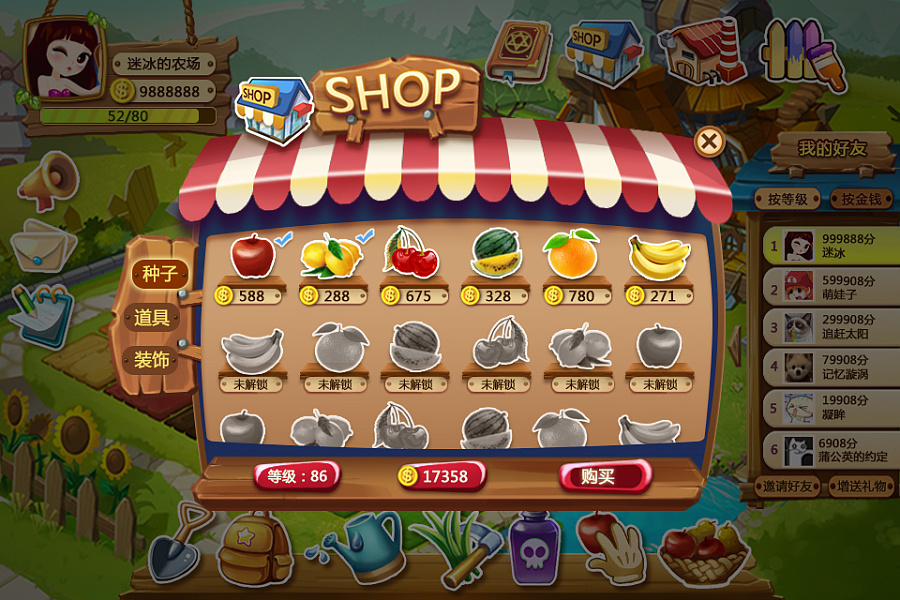 迷冰的农场
9888888
52/80
SHOP
SHOP
SHOP
我的好友
按等级
按金钱
种子
道具
装饰
588
288
675
328
780
271
未解锁
未解锁
未解锁
未解锁
未解锁
未解锁
等级：86
17358
购买
1
999888分
迷冰
2
599908分
萌娃子
3
299908分
追赶太阳
4
79908分
记忆漩涡
5
19908分
凝眸
6
6908分
蒲公英的约定
邀请好友
增送礼物